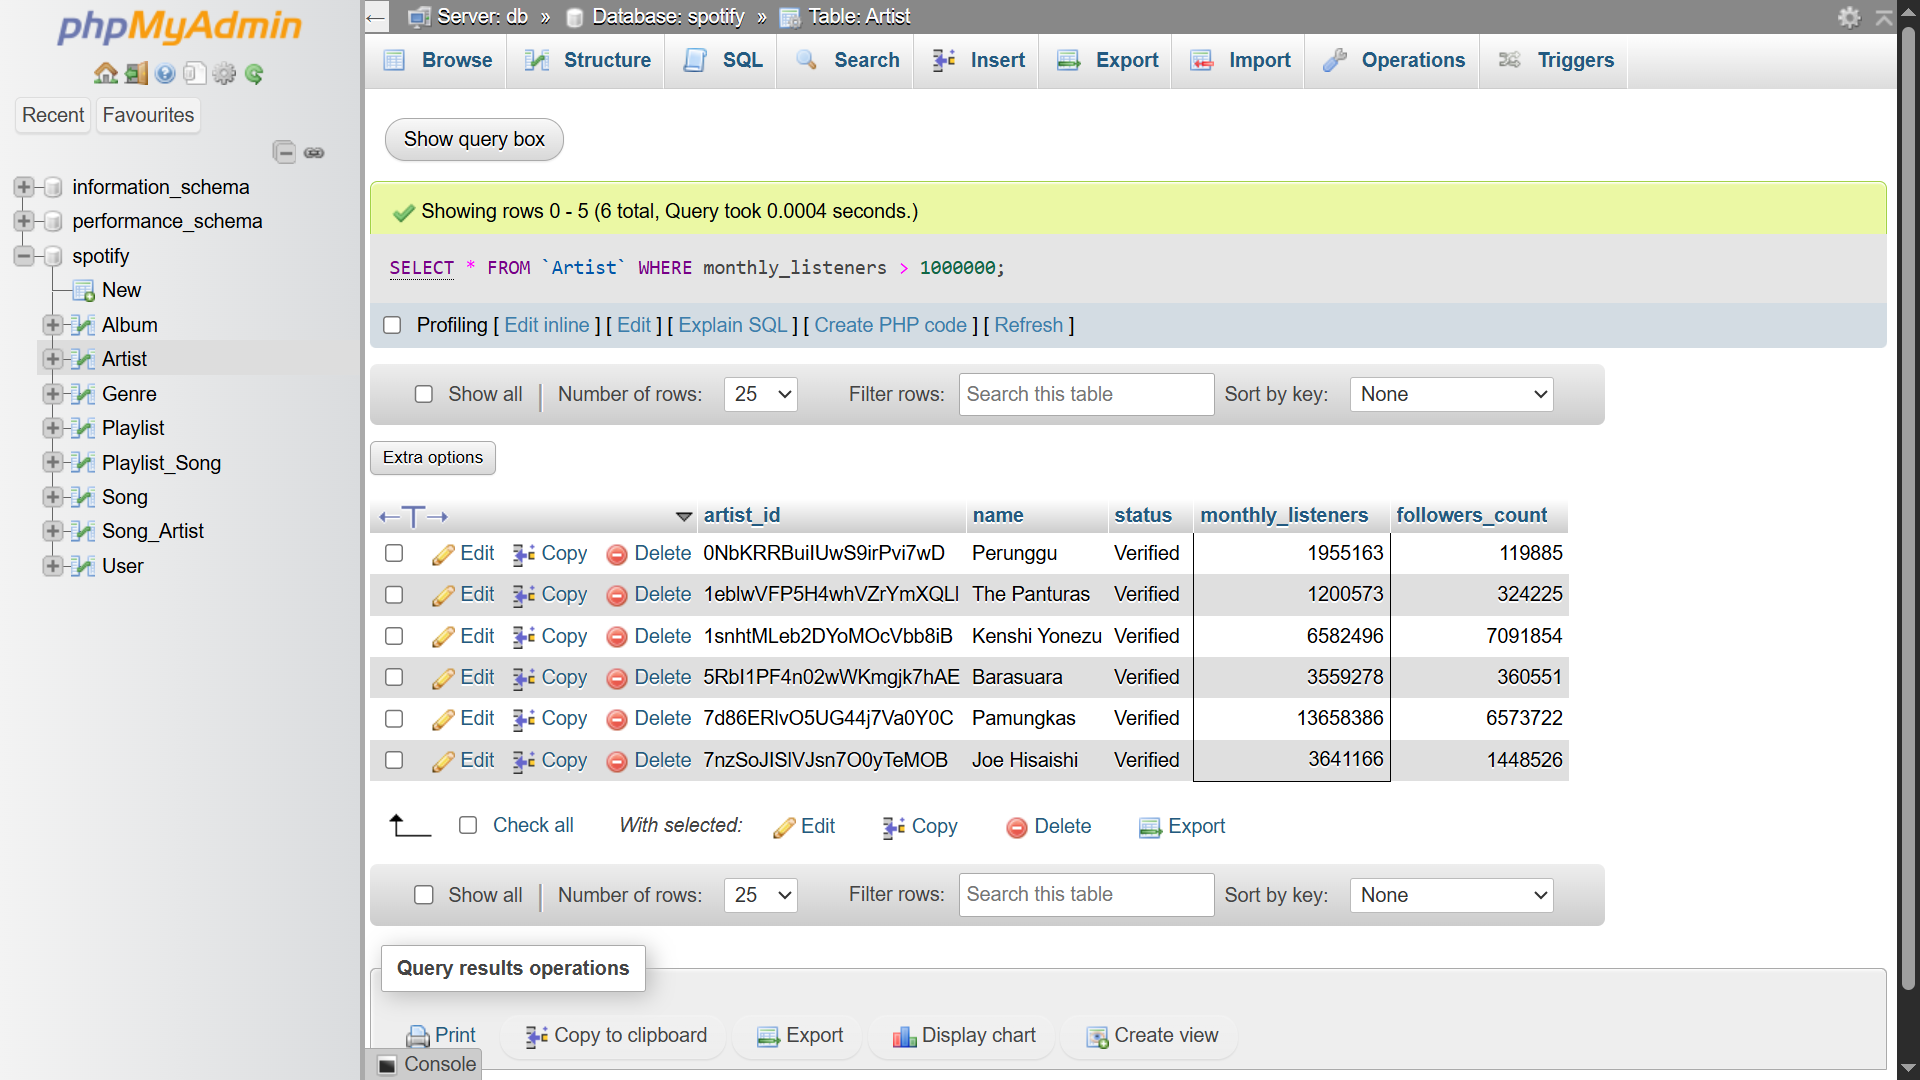 phpMyAdmin
Recent
Favourites
information_schema
performance_schema
spotify
New
Album
Artist
Genre
Playlist
Playlist_Song
Song
Song_Artist
User
Server: db » Database: spotify » Table: Artist
Browse Structure SQL Search Insert Export Import Operations Triggers
Show query box
Showing rows 0 - 5 (6 total, Query took 0.0004 seconds.)
SELECT * FROM `Artist` WHERE monthly_listeners > 1000000;
Profiling [ Edit inline ] [ Edit ] [ Explain SQL ] [ Create PHP code ] [ Refresh ]
Show all Number of rows: 25 Filter rows: Search this table Sort by key: None
Extra options
artist_id name status monthly_listeners followers_count
Edit Copy Delete 0NbKRRBuiIUwS9irPvi7wD Perunggu Verified 1955163 119885
Edit Copy Delete 1eblwVFP5H4whVZrYmXQLl The Panturas Verified 1200573 324225
Edit Copy Delete 1snhtMLeb2DYoMOcVbb8iB Kenshi Yonezu Verified 6582496 7091854
Edit Copy Delete 5RbI1PF4n02wWKmgjk7hAE Barasuara Verified 3559278 360551
Edit Copy Delete 7d86ERlvO5UG44j7Va0Y0C Pamungkas Verified 13658386 6573722
Edit Copy Delete 7nzSoJISlVJsn7O0yTeMOB Joe Hisaishi Verified 3641166 1448526
Check all With selected: Edit Copy Delete Export
Show all Number of rows: 25 Filter rows: Search this table Sort by key: None
Query results operations
Print Copy to clipboard Export Display chart Create view
Console